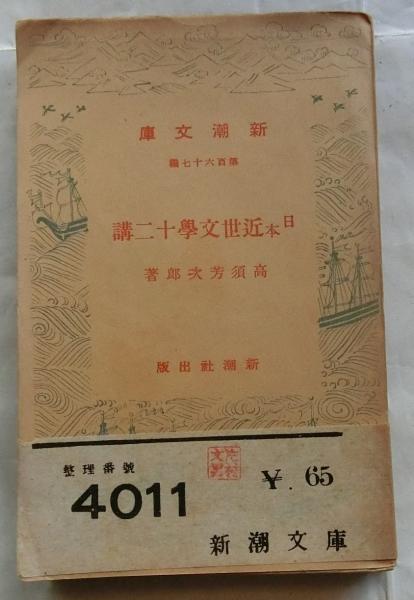 新潮文庫
第百六十七編
日本近世文學十二講
高須芳次郎著
新潮社出版
整理番號
4011
¥. 65
新潮文庫